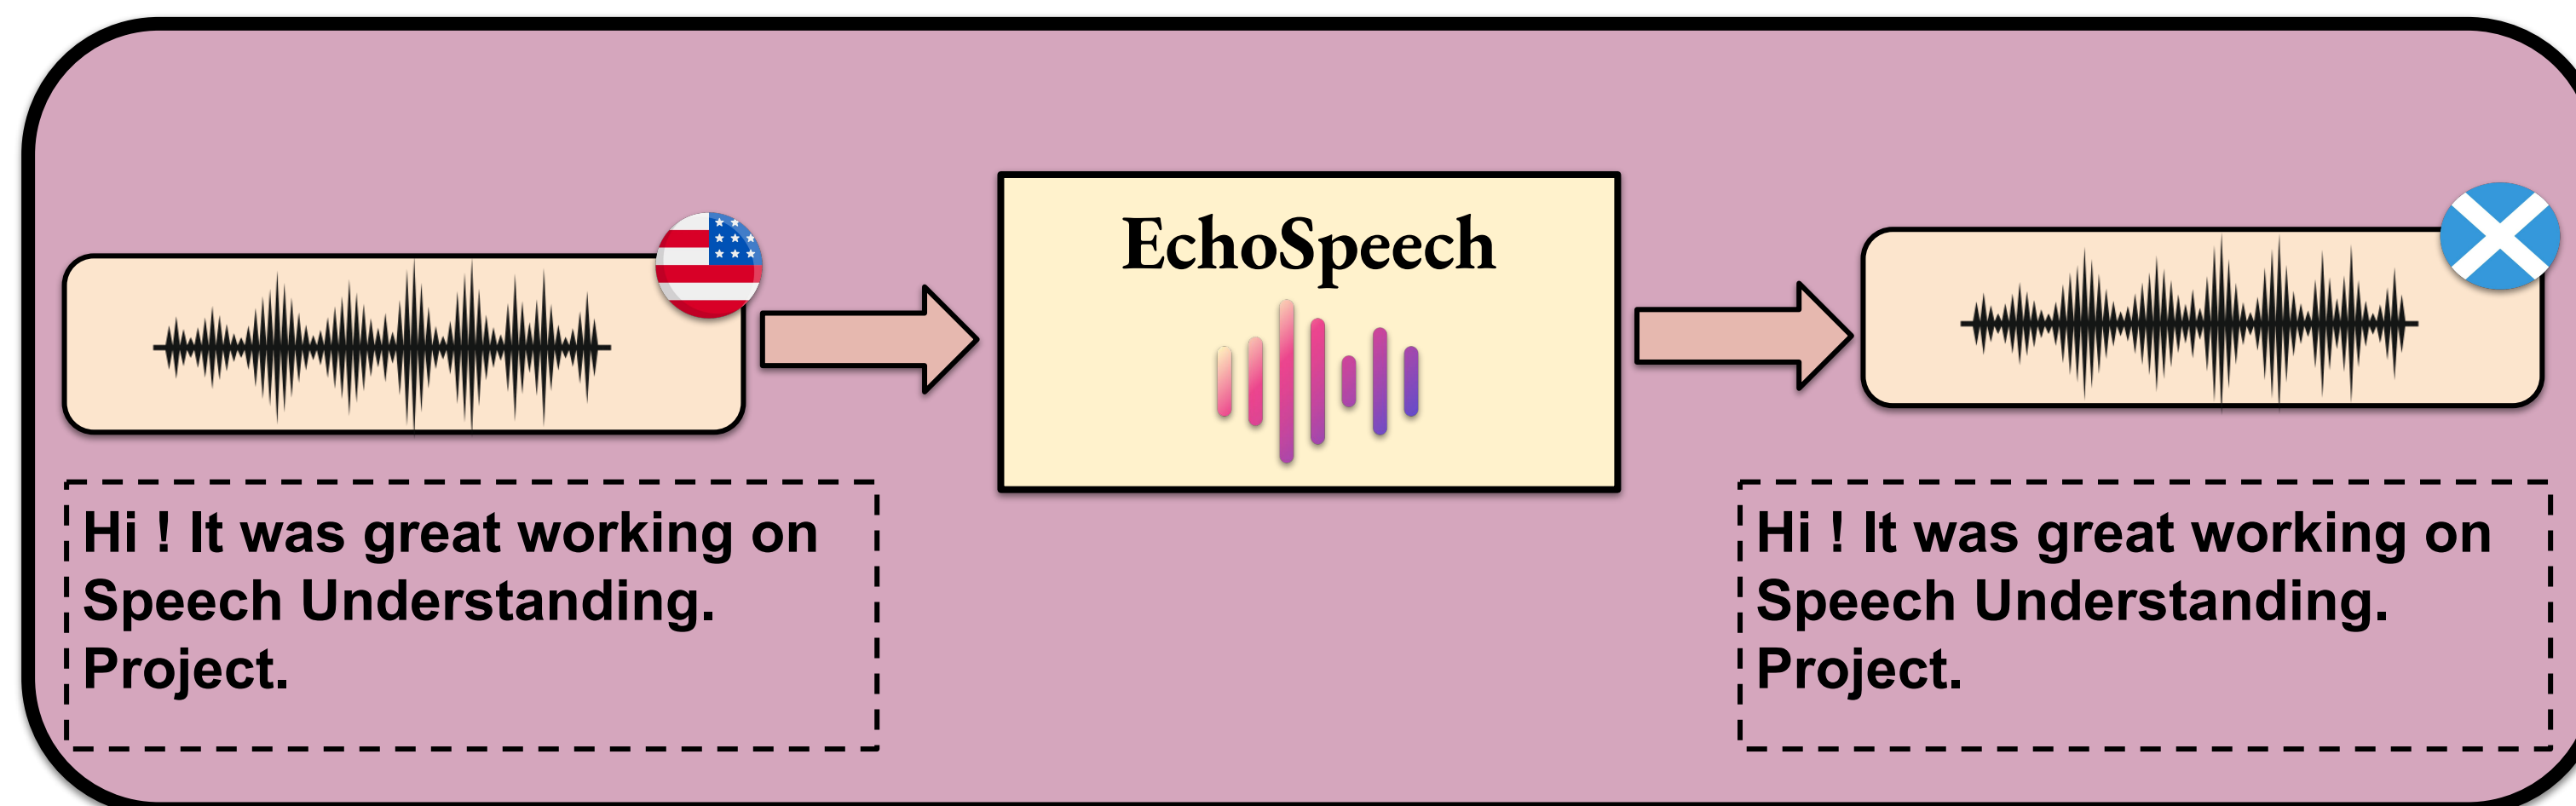 EchoSpeech
Hi ! It was great working on
Speech Understanding.
Project.
Hi ! It was great working on
Speech Understanding.
Project.